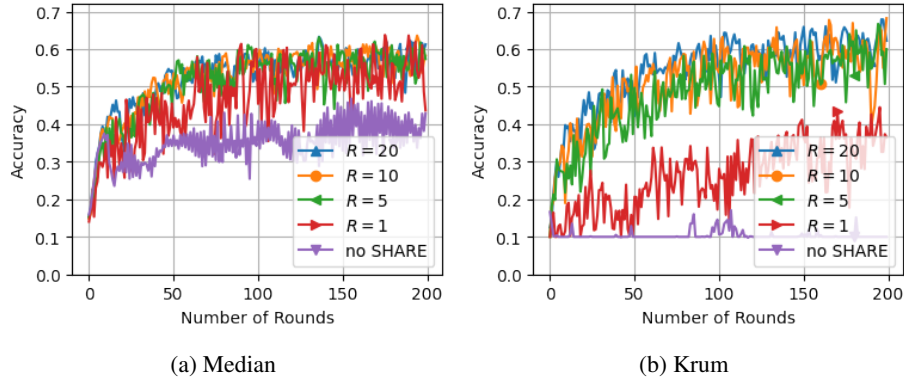 0.7
0.6
0.5
0.4
0.3
0.2
0.1
0.0
Accuracy
0 50 100 150 200
Number of Rounds
R = 20
R = 10
R = 5
R = 1
no SHARE
(a) Median
0.7
0.6
0.5
0.4
0.3
0.2
0.1
0.0
Accuracy
0 50 100 150 200
Number of Rounds
R = 20
R = 10
R = 5
R = 1
no SHARE
(b) Krum